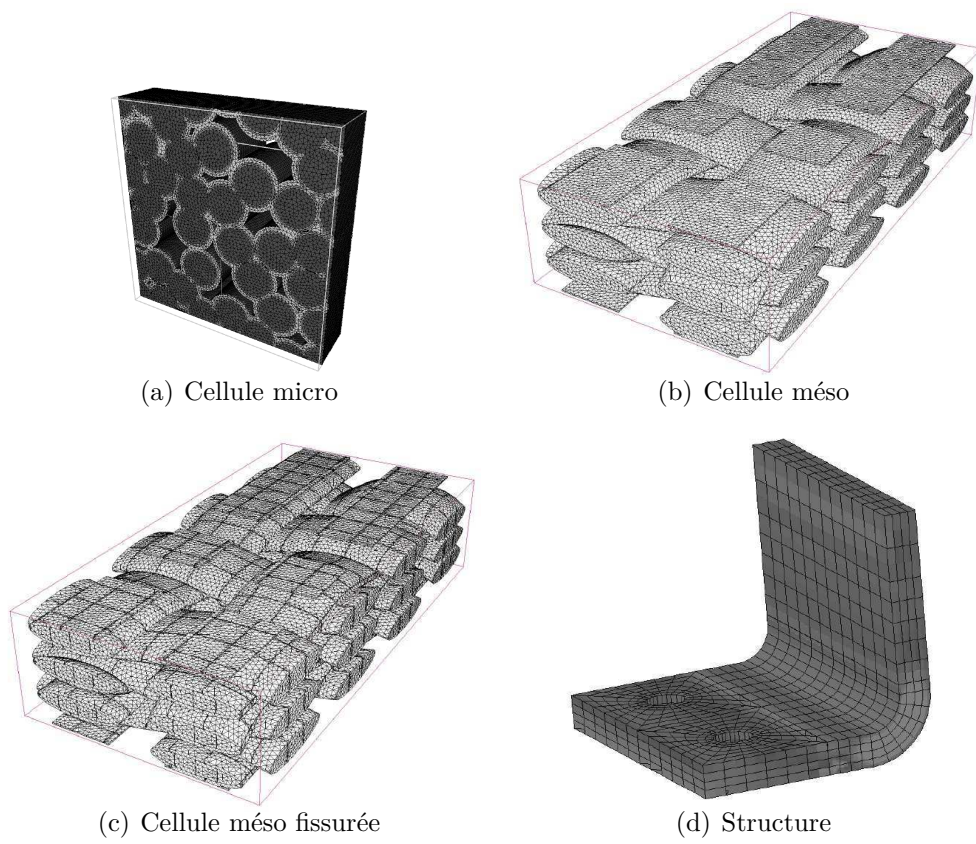 (a) Cellule micro
(b) Cellule méso
(c) Cellule méso fissurée
(d) Structure